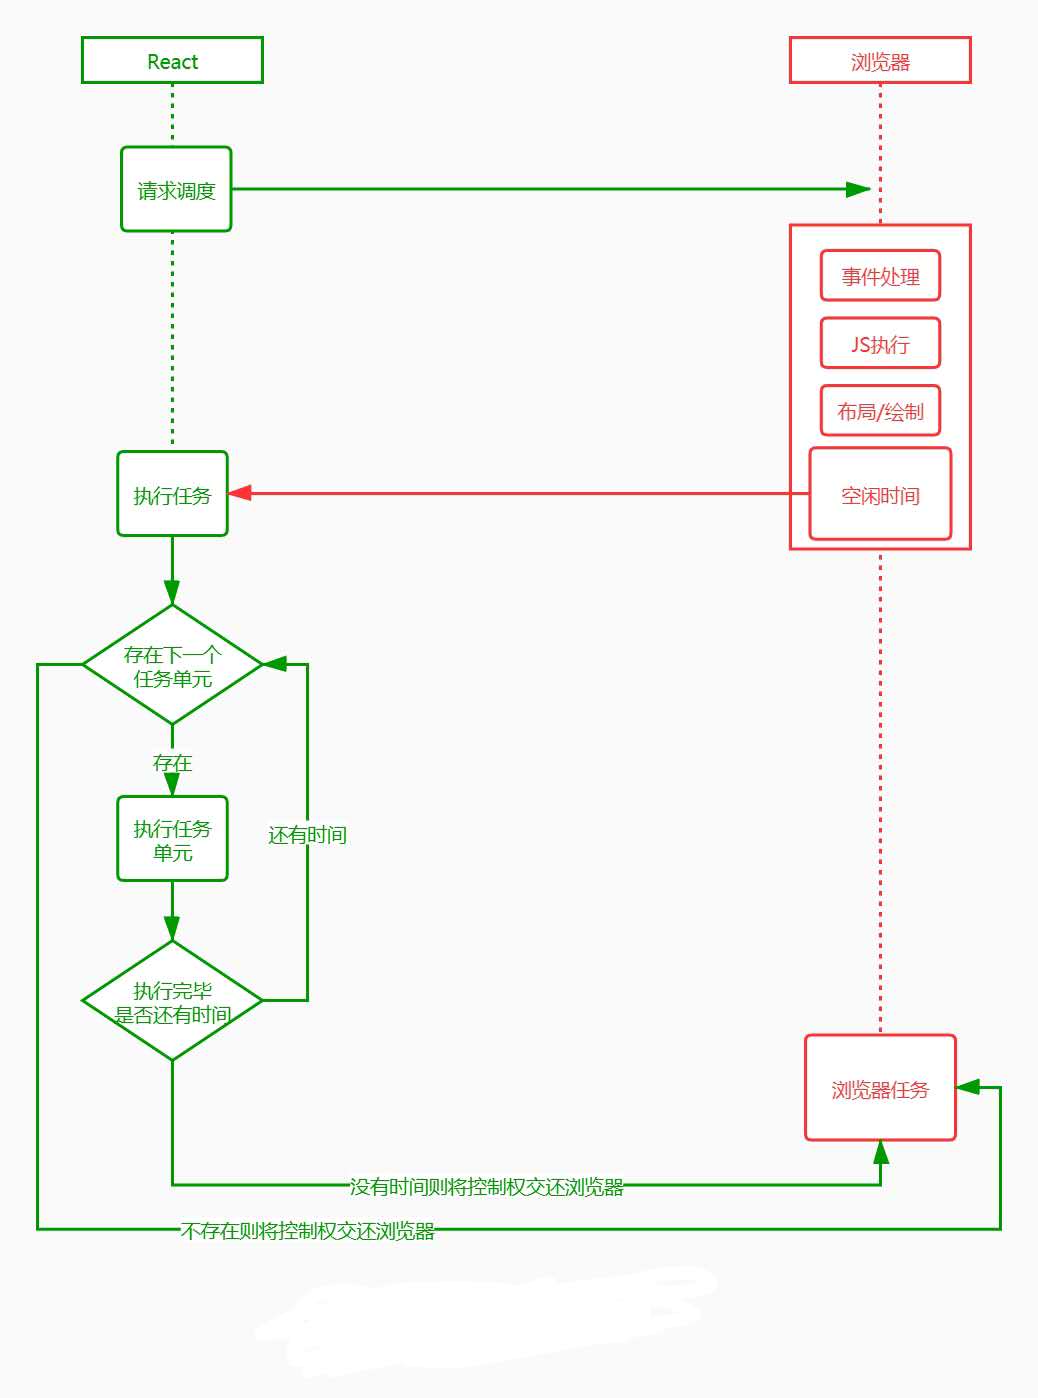 React
浏览器
请求调度
事件处理
JS执行
布局/绘制
执行任务
空闲时间
存在下一个
任务单元
存在
执行任务
单元
还有时间
执行完毕
是否还有时间
浏览器任务
没有时间则将控制权交还浏览器
不存在则将控制权交还浏览器